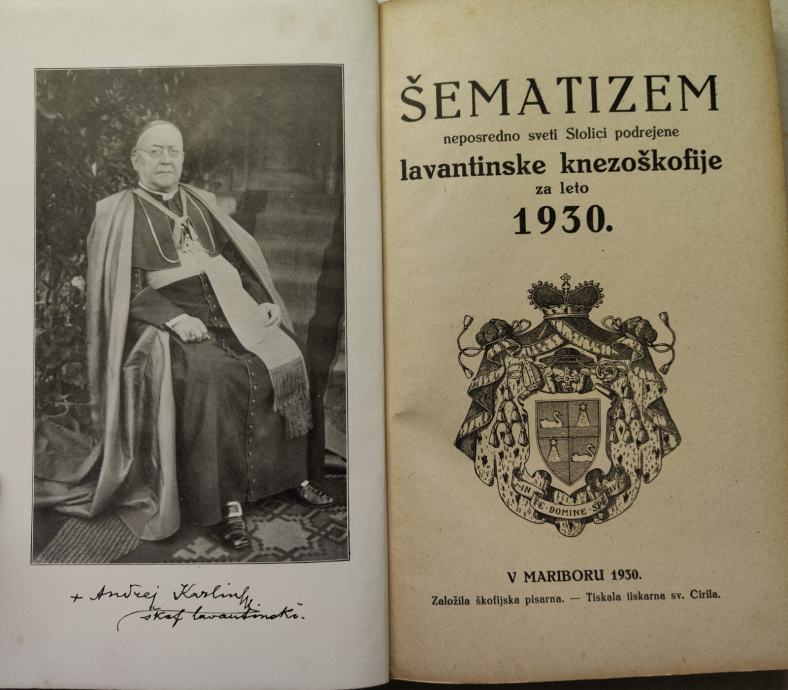 + Andrej Karlin
škof lavantinski.
ŠEMATIZEM
neposredno sveti Stolici podrejene
lavantinske knezoškofije
za leto
1930.
IN TE DOMINE SP
V MARIBORU 1930.
Založila škofijska pisarna. — Tiskala tiskarna sv. Cirila.